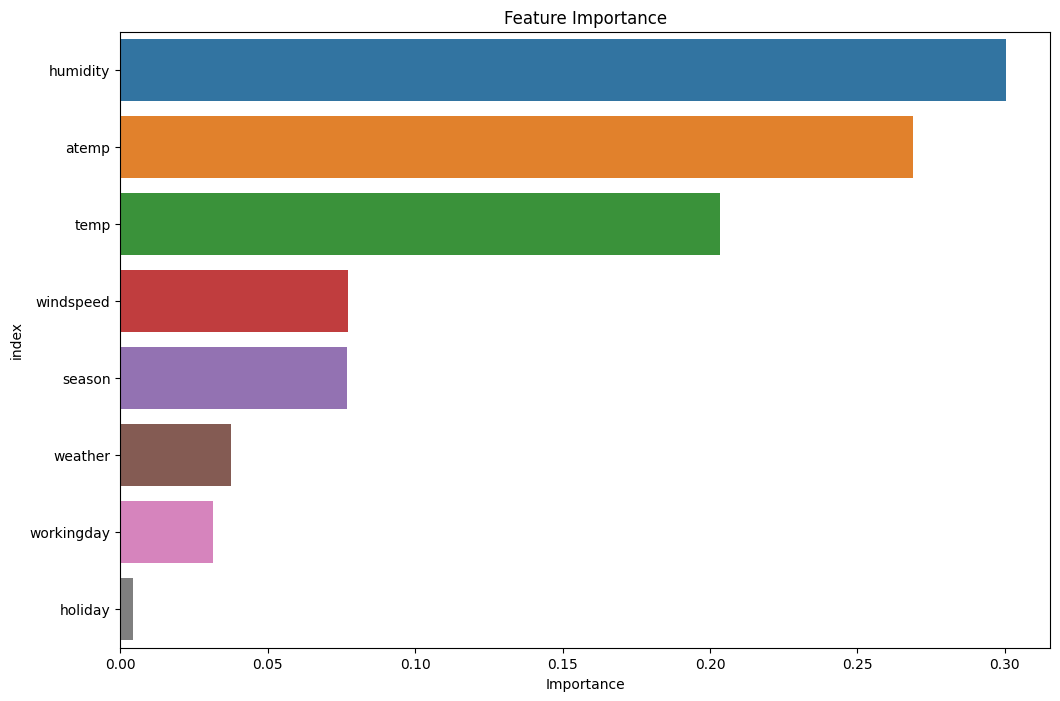 Feature Importance
humidity
atemp
temp
windspeed
season
weather
workingday
holiday
index
0.00 0.05 0.10 0.15 0.20 0.25 0.30
Importance